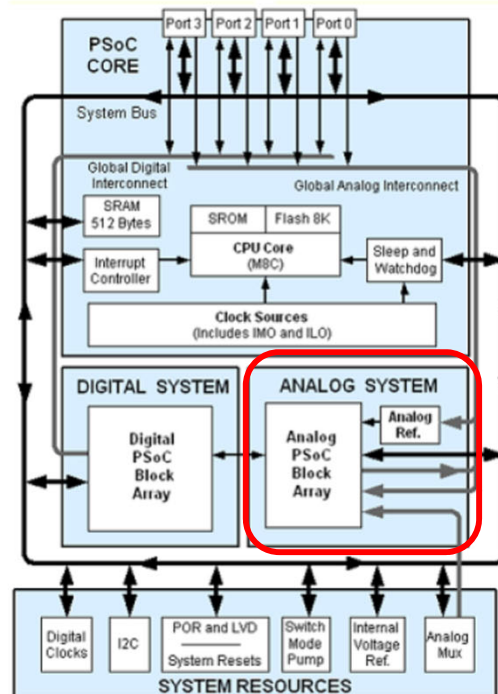 Port 3 Port 2 Port 1 Port 0
PSoC
CORE
System Bus
Global Digital
Interconnect
Global Analog Interconnect
SRAM
512 Bytes
SROM
Flash 8K
CPU Core
(M8C)
Interrupt
Controller
Sleep and
Watchdog
Clock Sources
(Includes IMO and ILO)
DIGITAL SYSTEM
Digital
PSoC
Block
Array
ANALOG SYSTEM
Analog
PSoC
Block
Array
Analog
Ref.
Digital
Clocks
I2C
POR and LVD
System Resets
Switch
Mode
Pump
Internal
Voltage
Ref.
Analog
Mux
SYSTEM RESOURCES